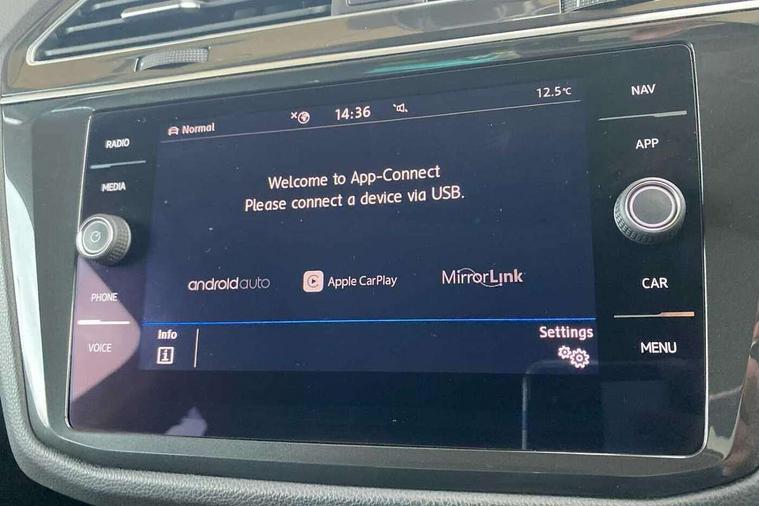 14:36
12.5°C
Normal
Welcome to App-Connect
Please connect a device via USB.
androidauto
Apple CarPlay
MirrorLink
Info
Settings
RADIO
MEDIA
PHONE
VOICE
NAV
APP
CAR
MENU